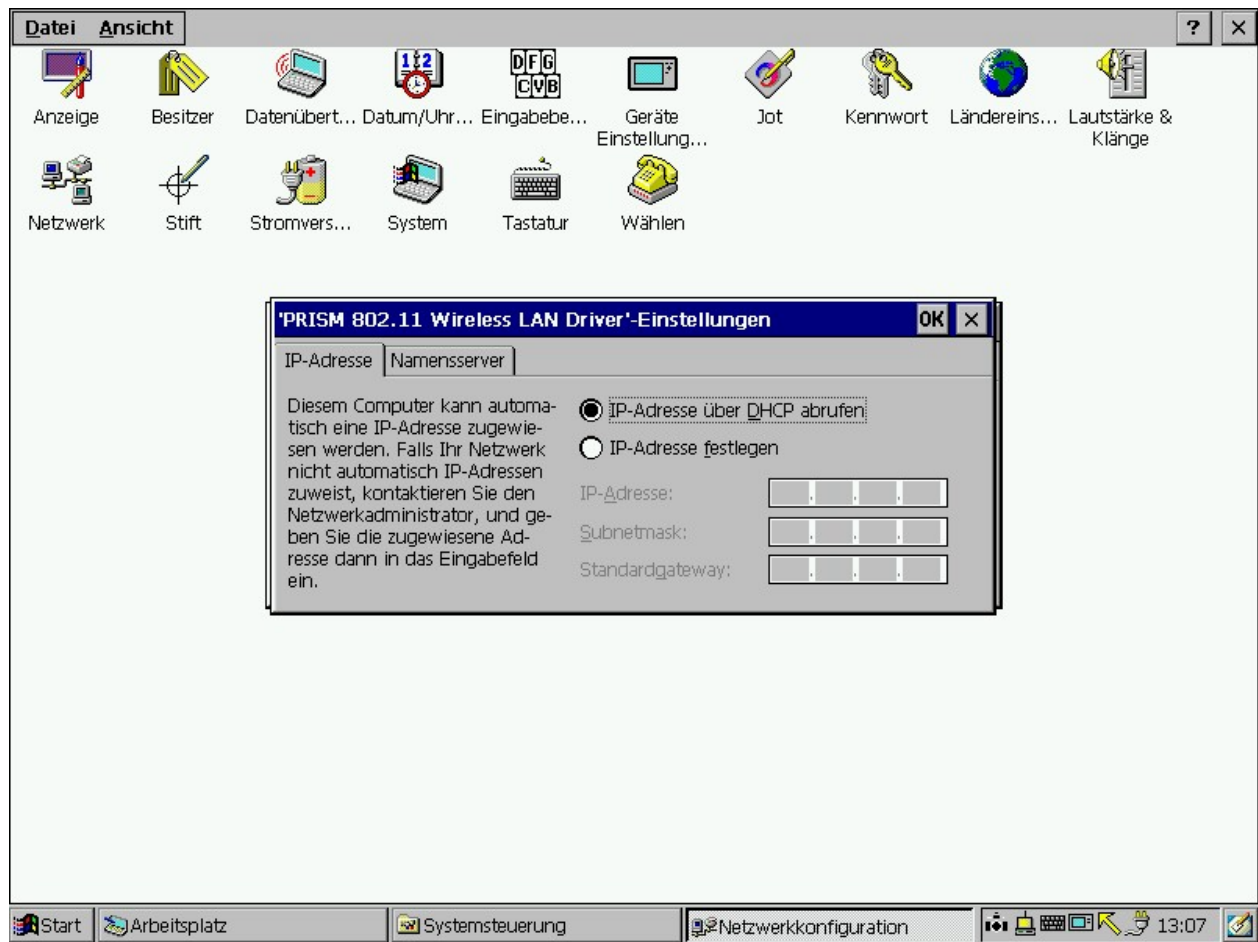 Datei Ansicht ?
Anzeige Besitzer Datenübert... Datum/Uhr... Eingabebe... Geräte Einstellung... Jot Kennwort Ländereins... Lautstärke & Klänge
Netzwerk Stift Stromvers... System Tastatur Wählen
'PRISM 802.11 Wireless LAN Driver'-Einstellungen OK
IP-Adresse Namensserver
Diesem Computer kann automa-
tisch eine IP-Adresse zugewie-
sen werden. Falls Ihr Netzwerk
nicht automatisch IP-Adressen
zuweist, kontaktieren Sie den
Netzwerkadministrator, und ge-
ben Sie die zugewiesene Ad-
resse dann in das Eingabefeld
ein.
IP-Adresse über DHCP abrufen
IP-Adresse festlegen
IP-Adresse:
Subnetmask:
Standardgateway:
Start Arbeitsplatz Systemsteuerung Netzwerkkonfiguration 13:07